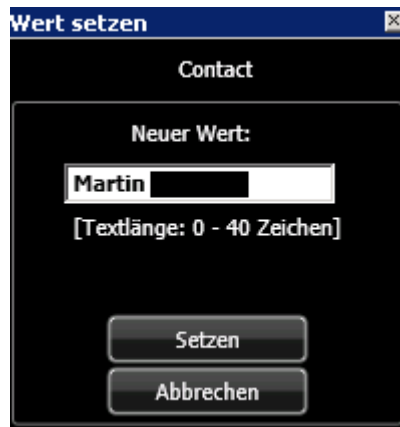 Wert setzen
Contact
Neuer Wert:
Martin
[Textlänge: 0 - 40 Zeichen]
Setzen
Abbrechen